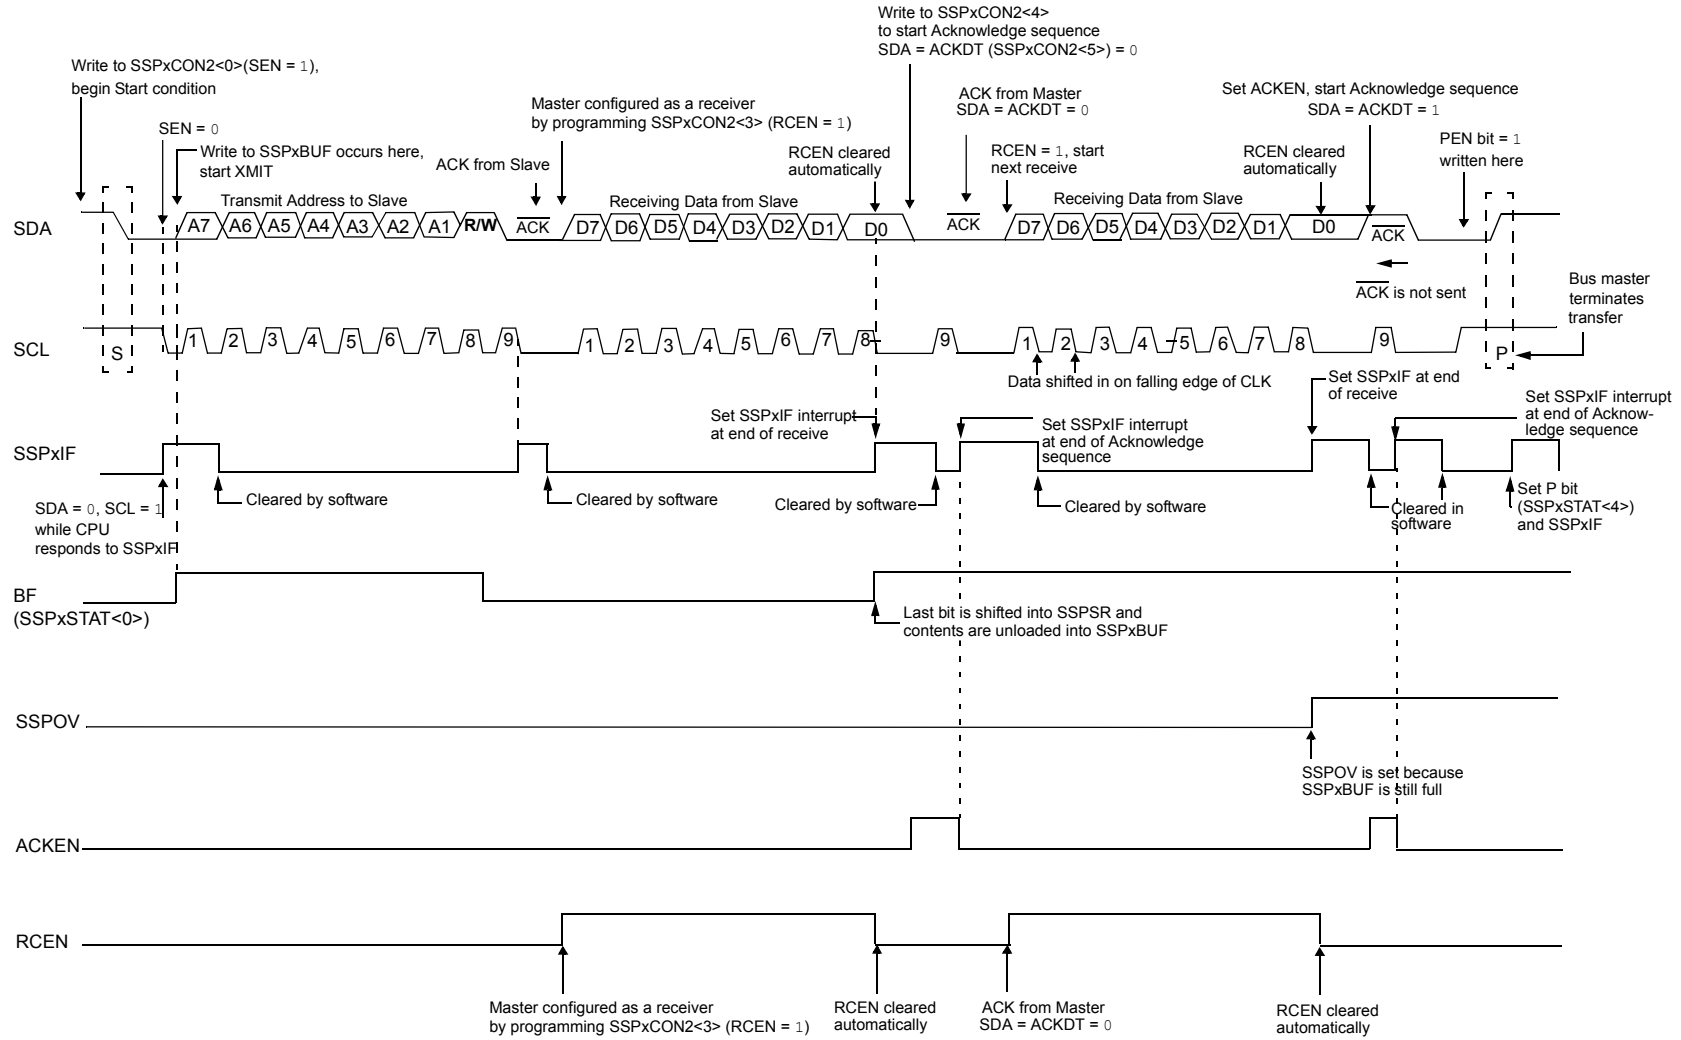 Write to SSPxCON2<4>
to start Acknowledge sequence
SDA = ACKDT (SSPxCON2<5>) = 0
Write to SSPxCON2<0>(SEN = 1),
begin Start condition
ACK from Master
SDA = ACKDT = 0
Set ACKEN, start Acknowledge sequence
SDA = ACKDT = 1
Master configured as a receiver
by programming SSPxCON2<3> (RCEN = 1)
SEN = 0
PEN bit = 1
written here
Write to SSPxBUF occurs here,
start XMIT
ACK from Slave
RCEN cleared
automatically
RCEN = 1, start
next receive
RCEN cleared
automatically
Transmit Address to Slave
Receiving Data from Slave
Receiving Data from Slave
SDA
A7 A6 A5 A4 A3 A2 A1 R/W ACK D7 D6 D5 D4 D3 D2 D1 D0 ACK D7 D6 D5 D4 D3 D2 D1 D0 ACK
ACK is not sent
Bus master
terminates
transfer
SCL
S 1 2 3 4 5 6 7 8 9 1 2 3 4 5 6 7 8 9 1 2 3 4 5 6 7 8 9 P
Data shifted in on falling edge of CLK
Set SSPxIF at end
of receive
Set SSPxIF interrupt
at end of Acknow-
ledge sequence
Set SSPxIF interrupt
at end of receive
Set SSPxIF interrupt
at end of Acknowledge
sequence
SSPxIF
Cleared by software
Cleared by software
Cleared by software
Cleared by software
Cleared in
software
Set P bit
(SSPxSTAT<4>)
and SSPxIF
SDA = 0, SCL = 1
while CPU
responds to SSPxIF
BF
(SSPxSTAT<0>)
Last bit is shifted into SSPSR and
contents are unloaded into SSPxBUF
SSPOV
SSPOV is set because
SSPxBUF is still full
ACKEN
RCEN
Master configured as a receiver
by programming SSPxCON2<3> (RCEN = 1)
RCEN cleared
automatically
ACK from Master
SDA = ACKDT = 0
RCEN cleared
automatically